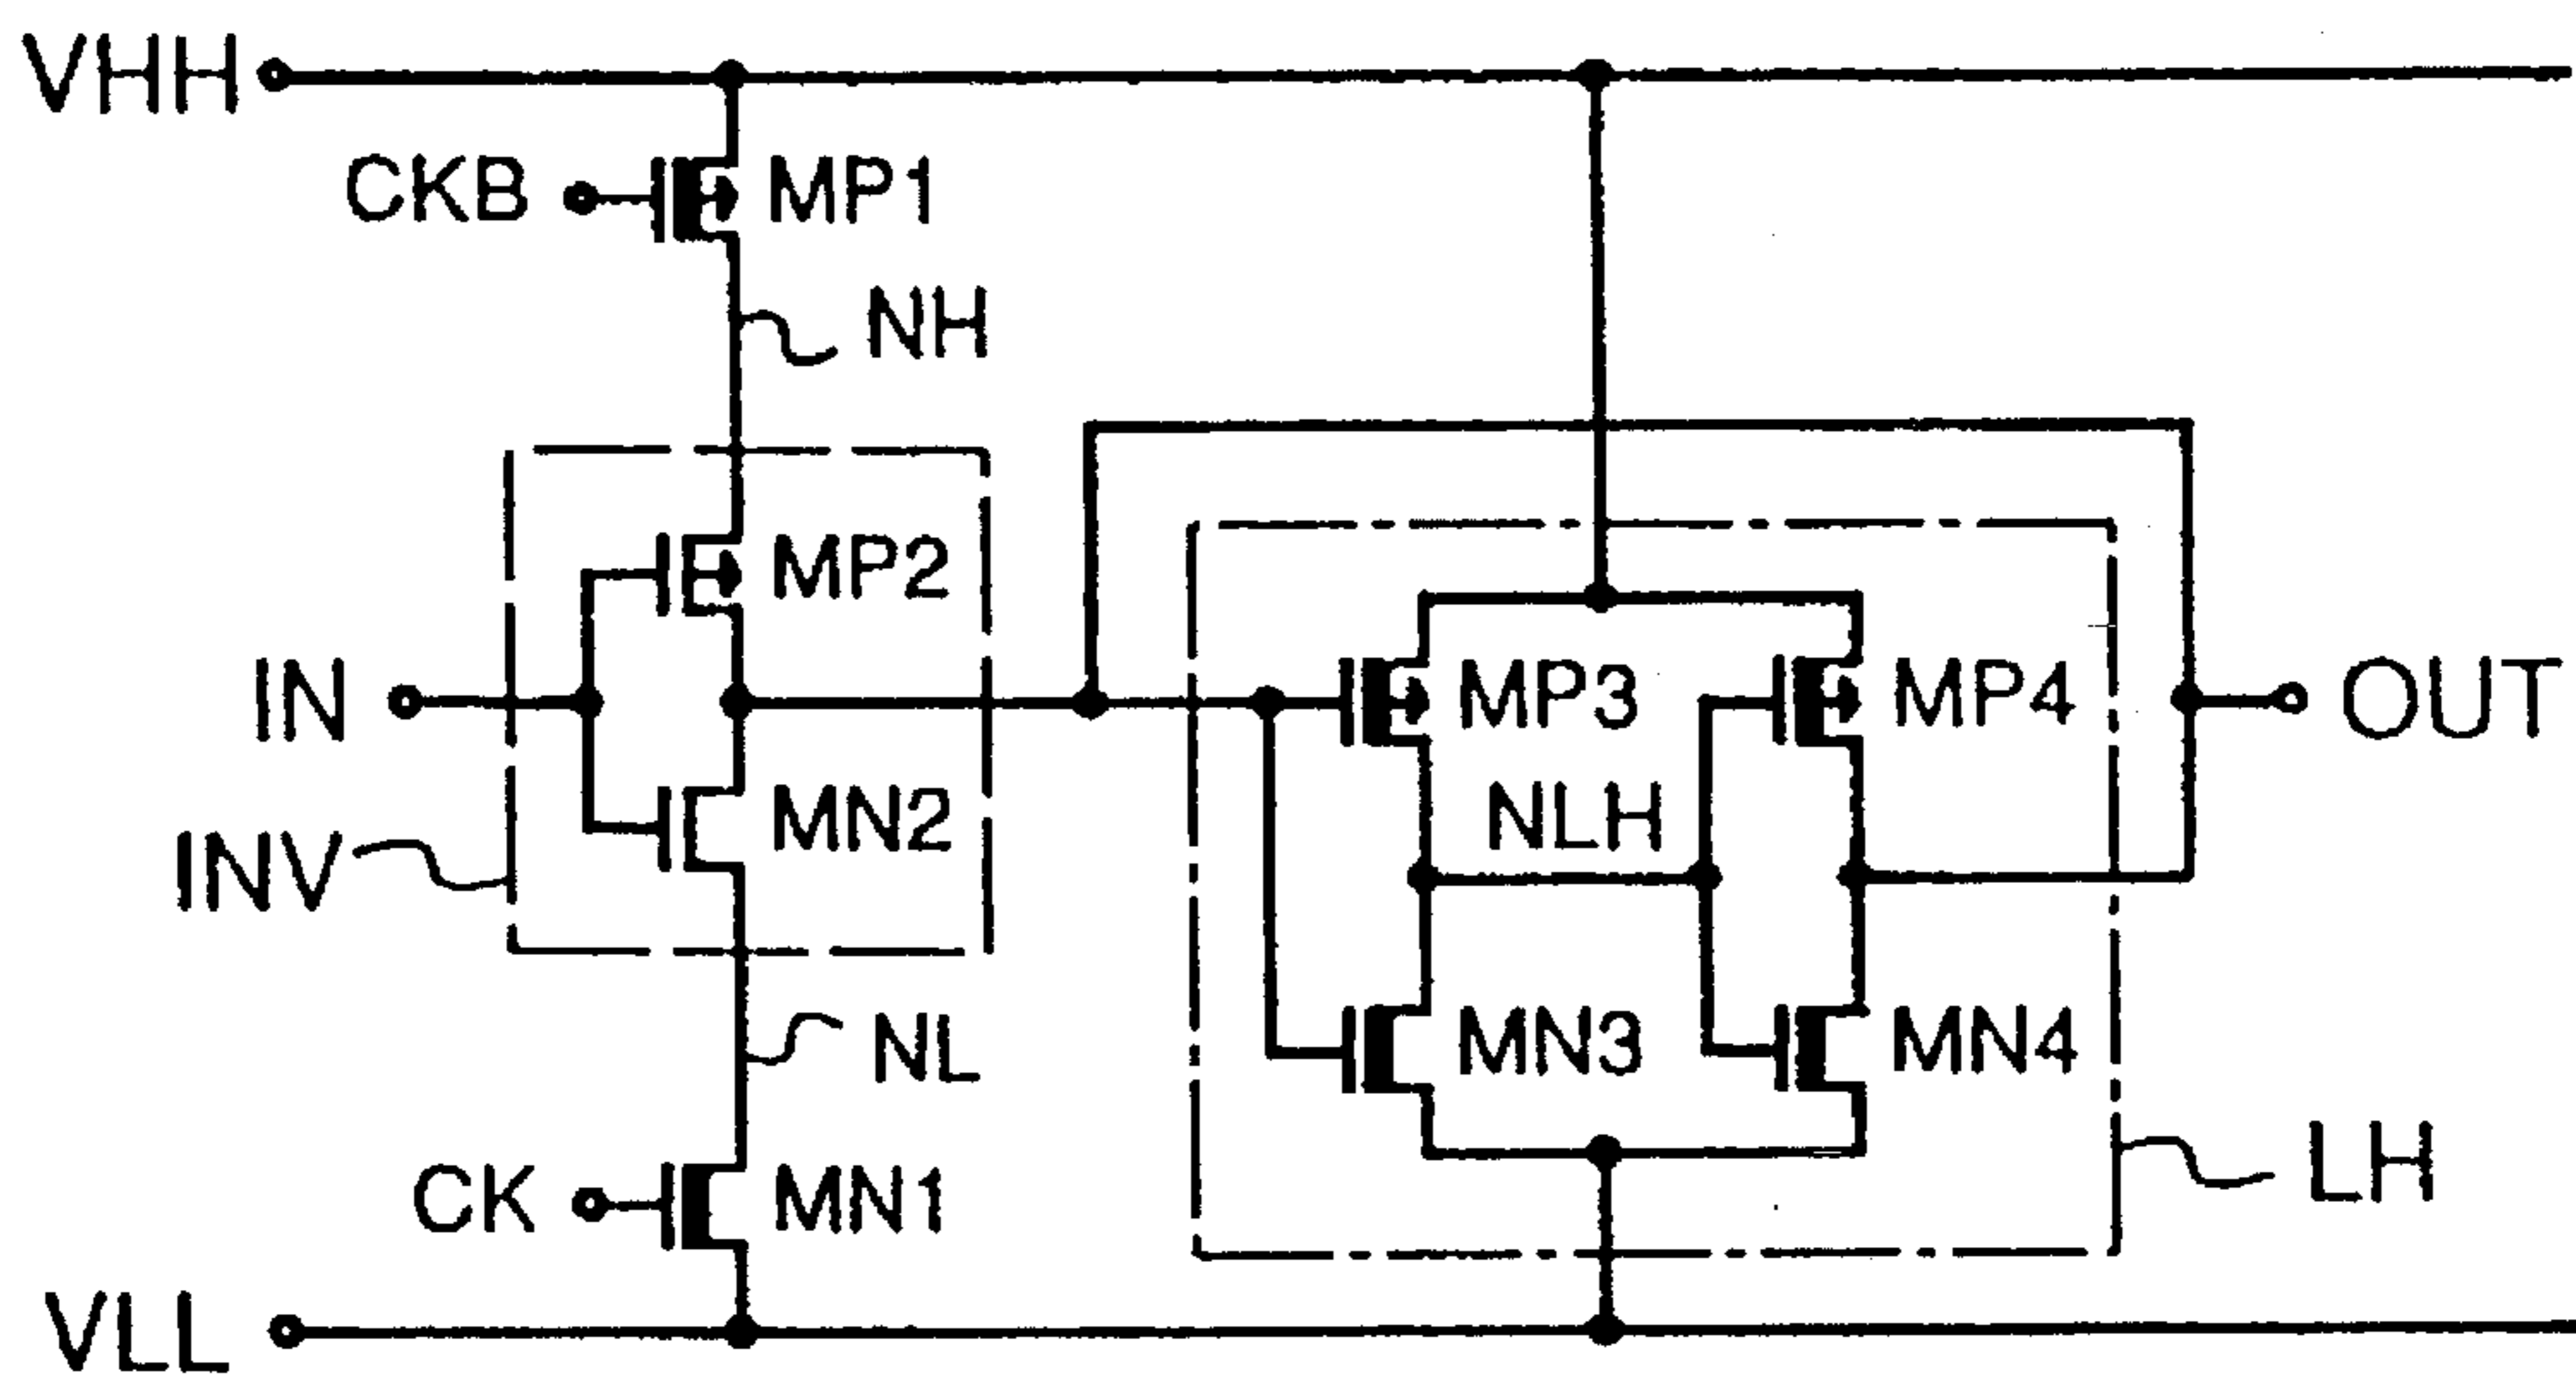 VHH
CKB
MP1
NH
MP2
IN
MP3
MP4
OUT
NLH
MN2
INV
NL
MN3
MN4
LH
CK
MN1
VLL